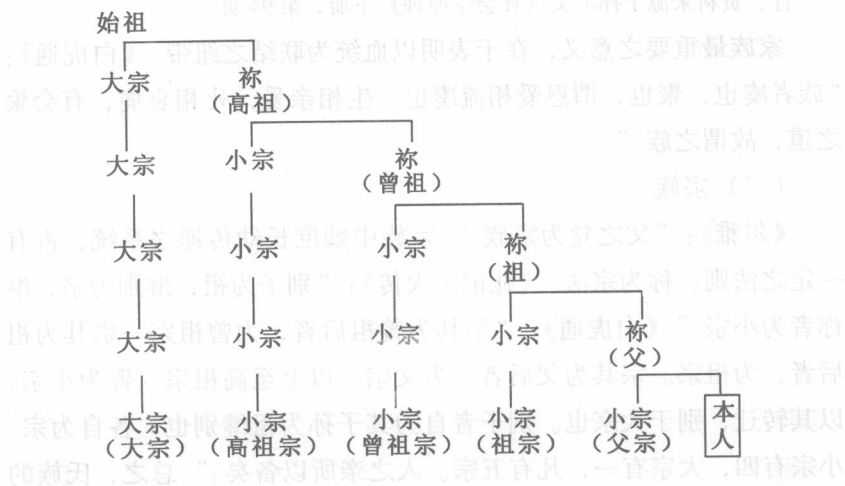 始祖
大宗 祢
（高祖）
大宗 小宗 祢
（曾祖）
大宗 小宗 小宗 祢
（祖）
大宗 小宗 小宗 小宗 祢
（父）
大宗 小宗 小宗 小宗 小宗 本人
（大宗） （高祖宗） （曾祖宗） （祖宗） （父宗）